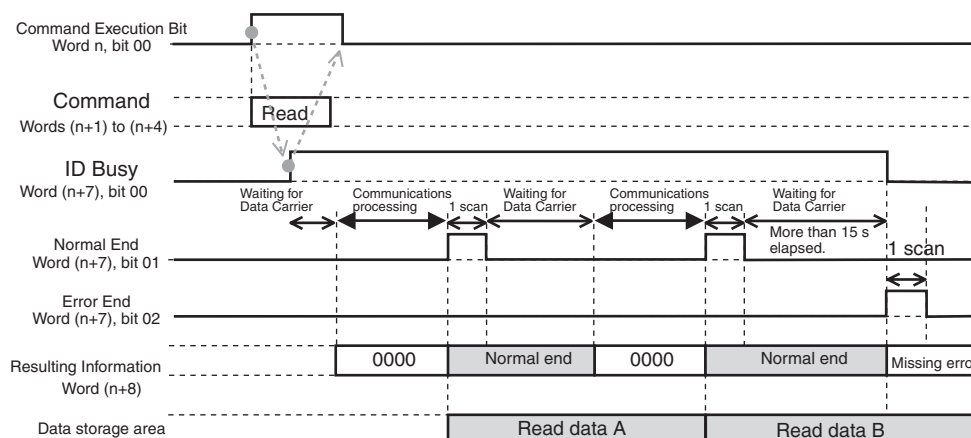 Command Execution Bit
Word n, bit 00
Command
Words (n+1) to (n+4)
Read
ID Busy
Word (n+7), bit 00
Waiting for
Data Carrier
Communications
processing
1 scan
Waiting for
Data Carrier
Communications
processing
1 scan
Waiting for
Data Carrier
More than 15 s
elapsed.
Normal End
Word (n+7), bit 01
1 scan
Error End
Word (n+7), bit 02
Resulting Information
Word (n+8)
0000
Normal end
0000
Normal end
Missing error
Data storage area
Read data A
Read data B